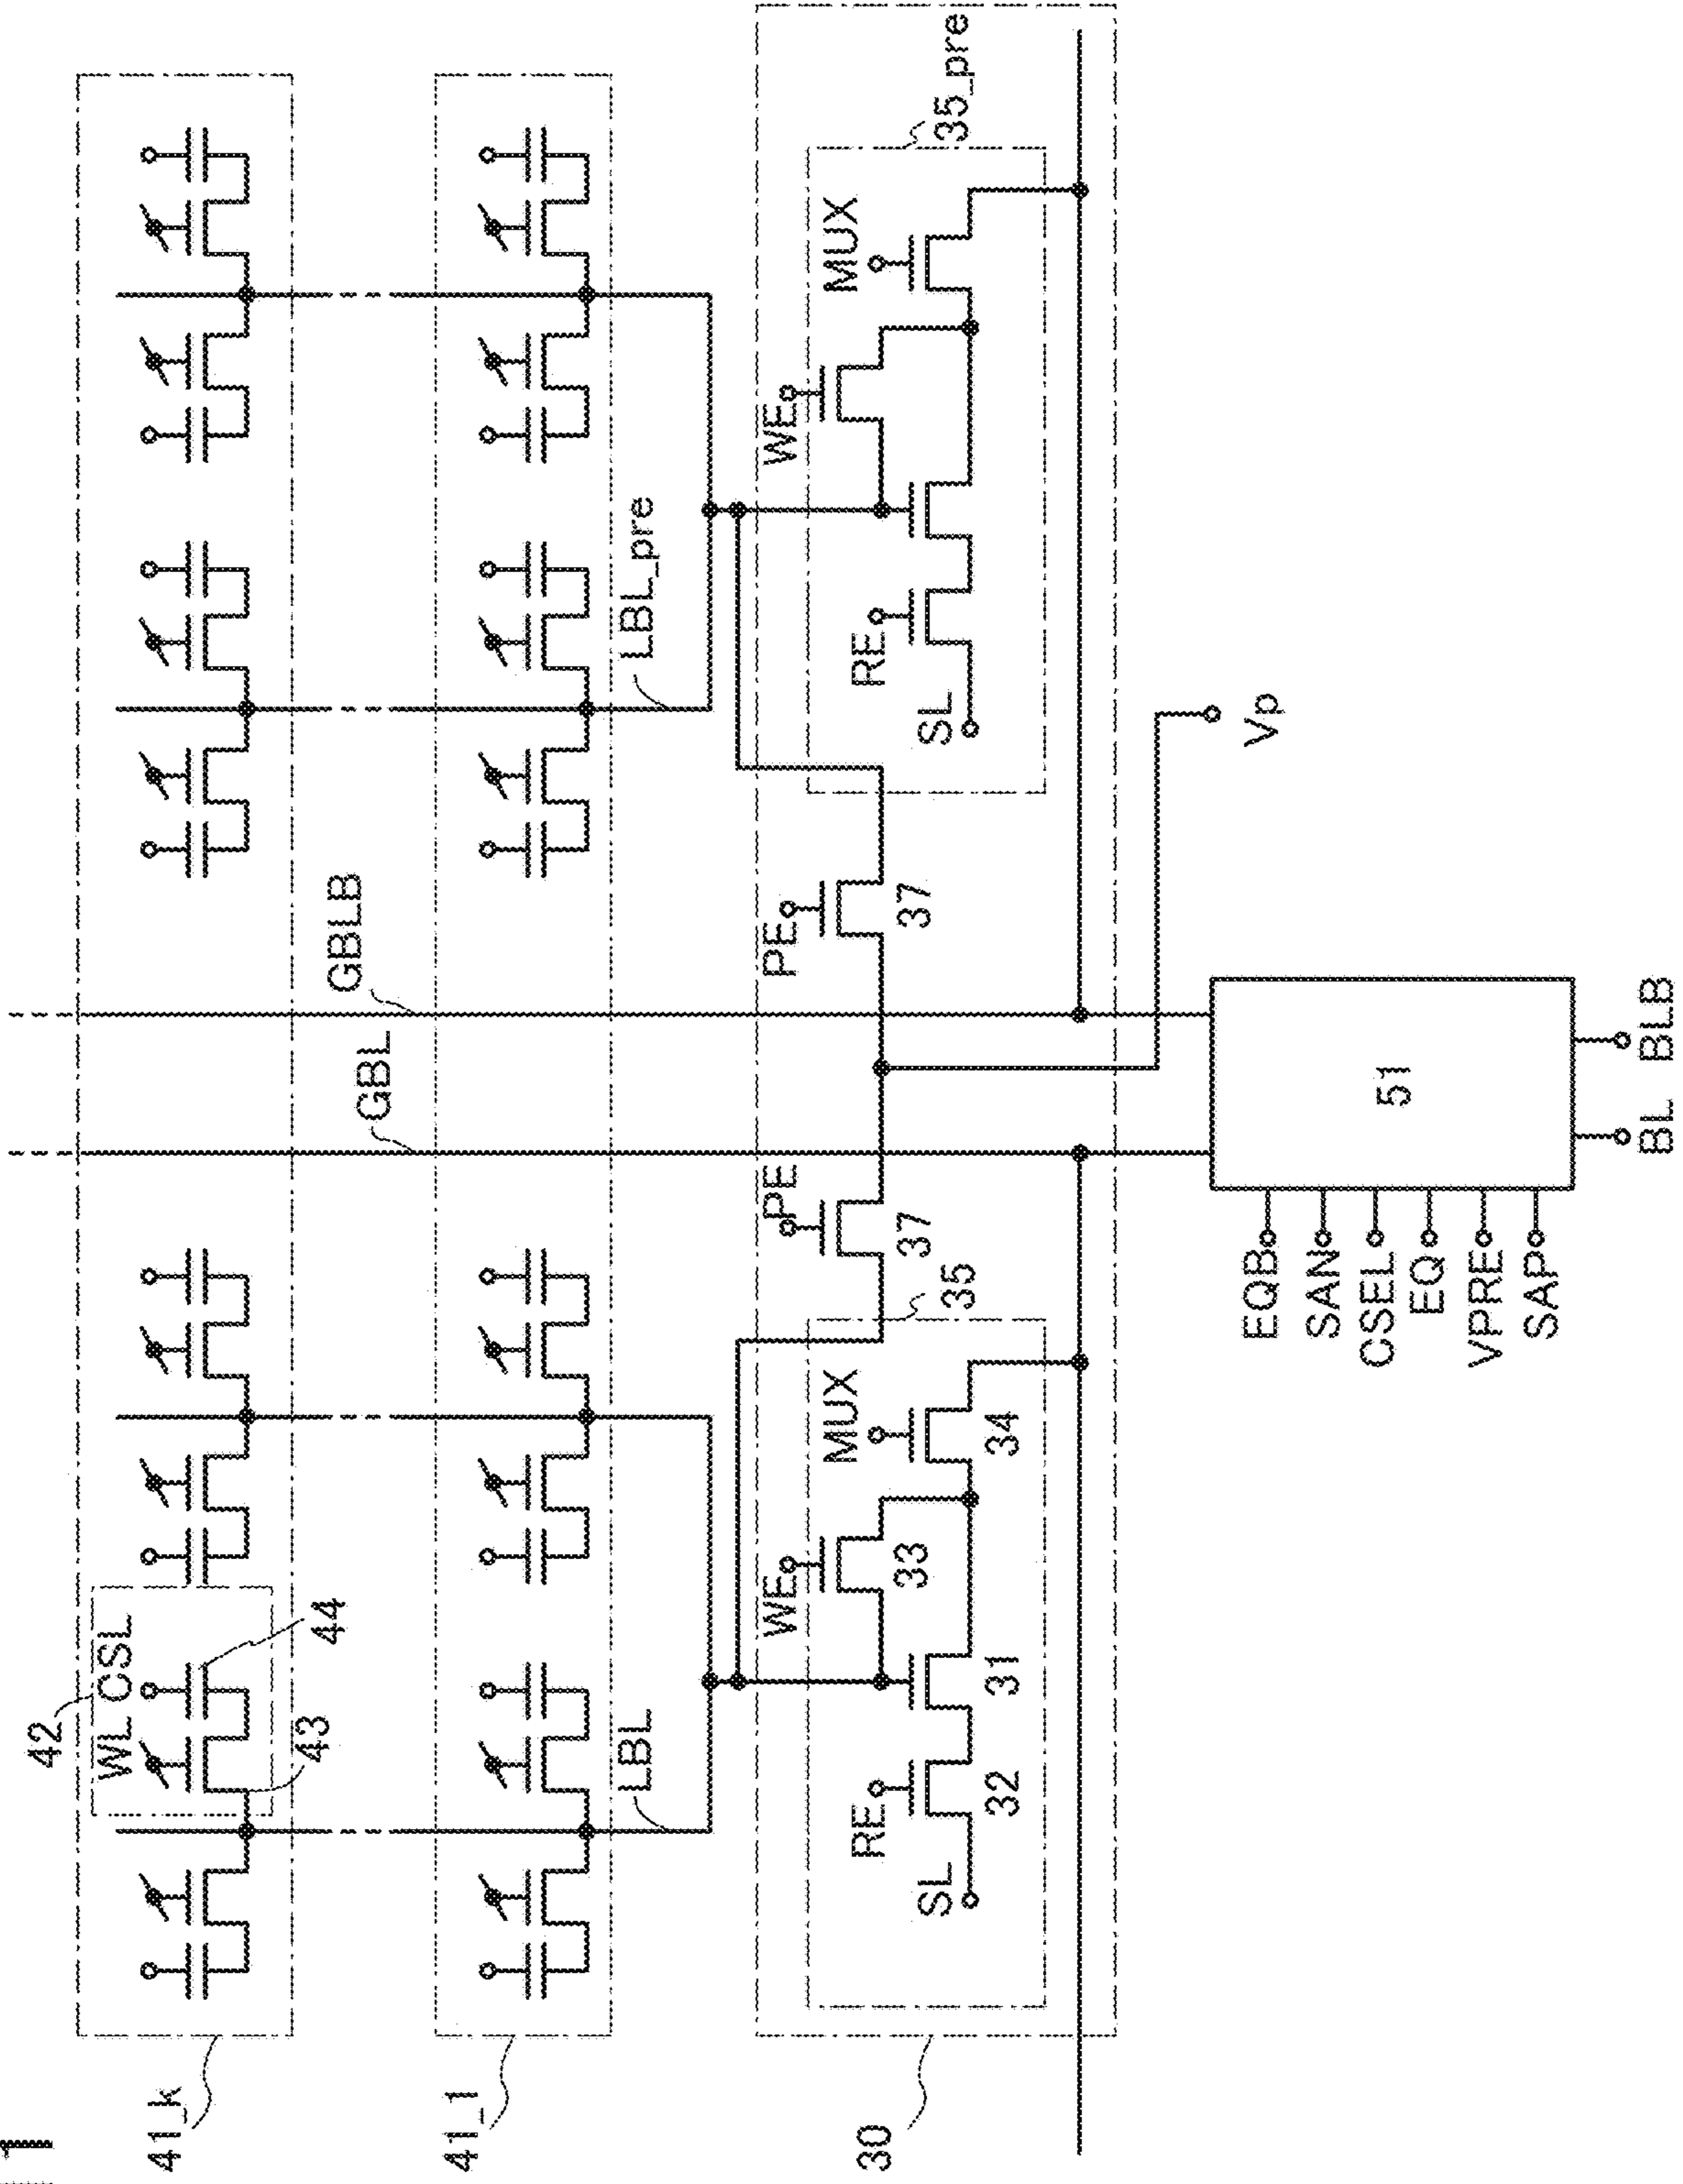 1
41_k
42
WL
CSL
43
44
GBL
GBLB
41_1
LBL
LBL_pre
30
SL
RE
32
31
WE
33
MUX
34
35
PE
37
PE
37
SL
RE
WE
MUX
35_pre
Vp
EQB
SAN
CSEL
EQ
VPRE
SAP
51
BL
BLB